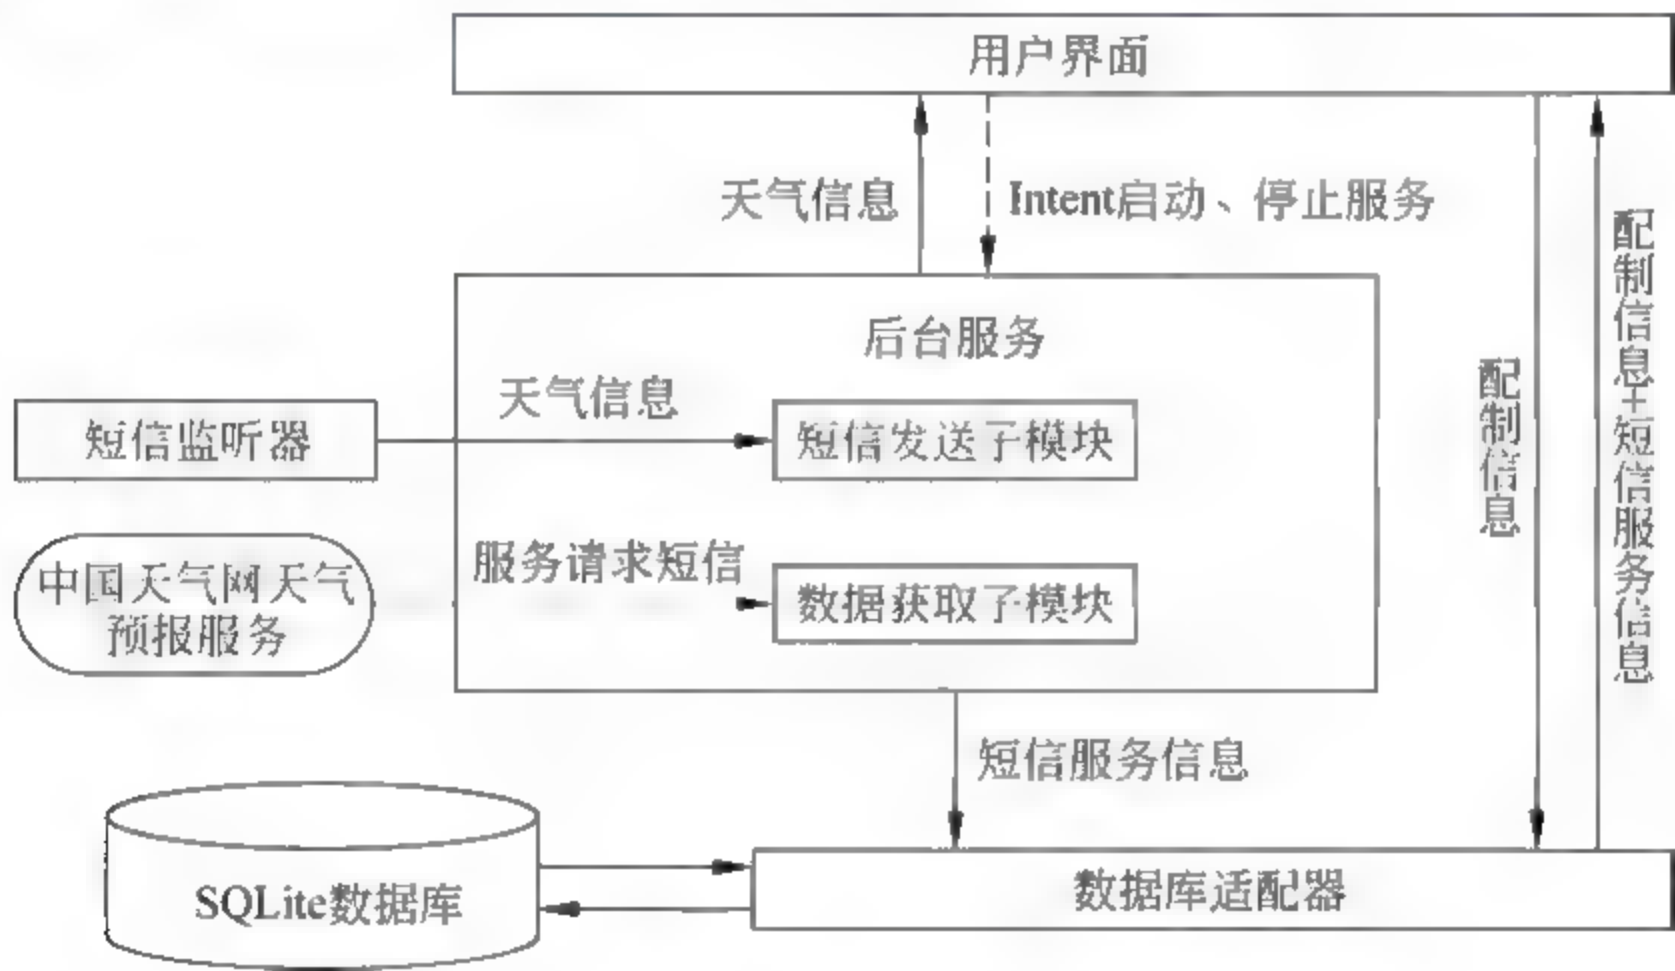 用户界面
天气信息
Intent启动、停止服务
配制信息+短信服务信息
后台服务
配制信息
天气信息
短信监听器
短信发送子模块
服务请求短信
中国天气网天气
预报服务
数据获取子模块
短信服务信息
SQLite数据库
数据库适配器